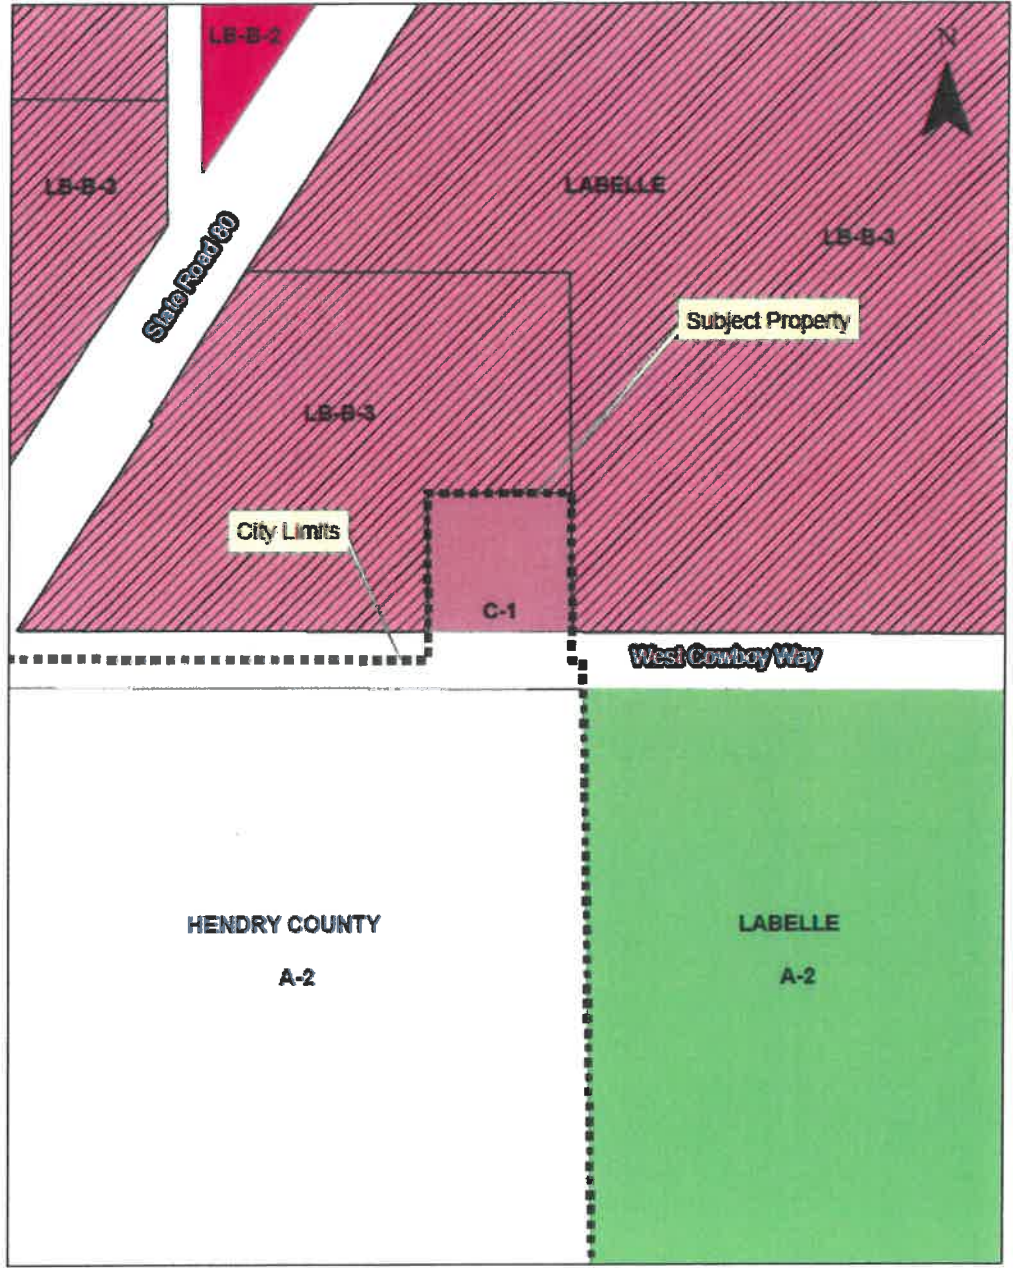 LB-B-2
N
LB-B-3
LABELLE
LB-B-3
State Road 80
Subject Property
LB-B-3
City Limits
C-1
West Cowboy Way
HENDRY COUNTY
A-2
LABELLE
A-2